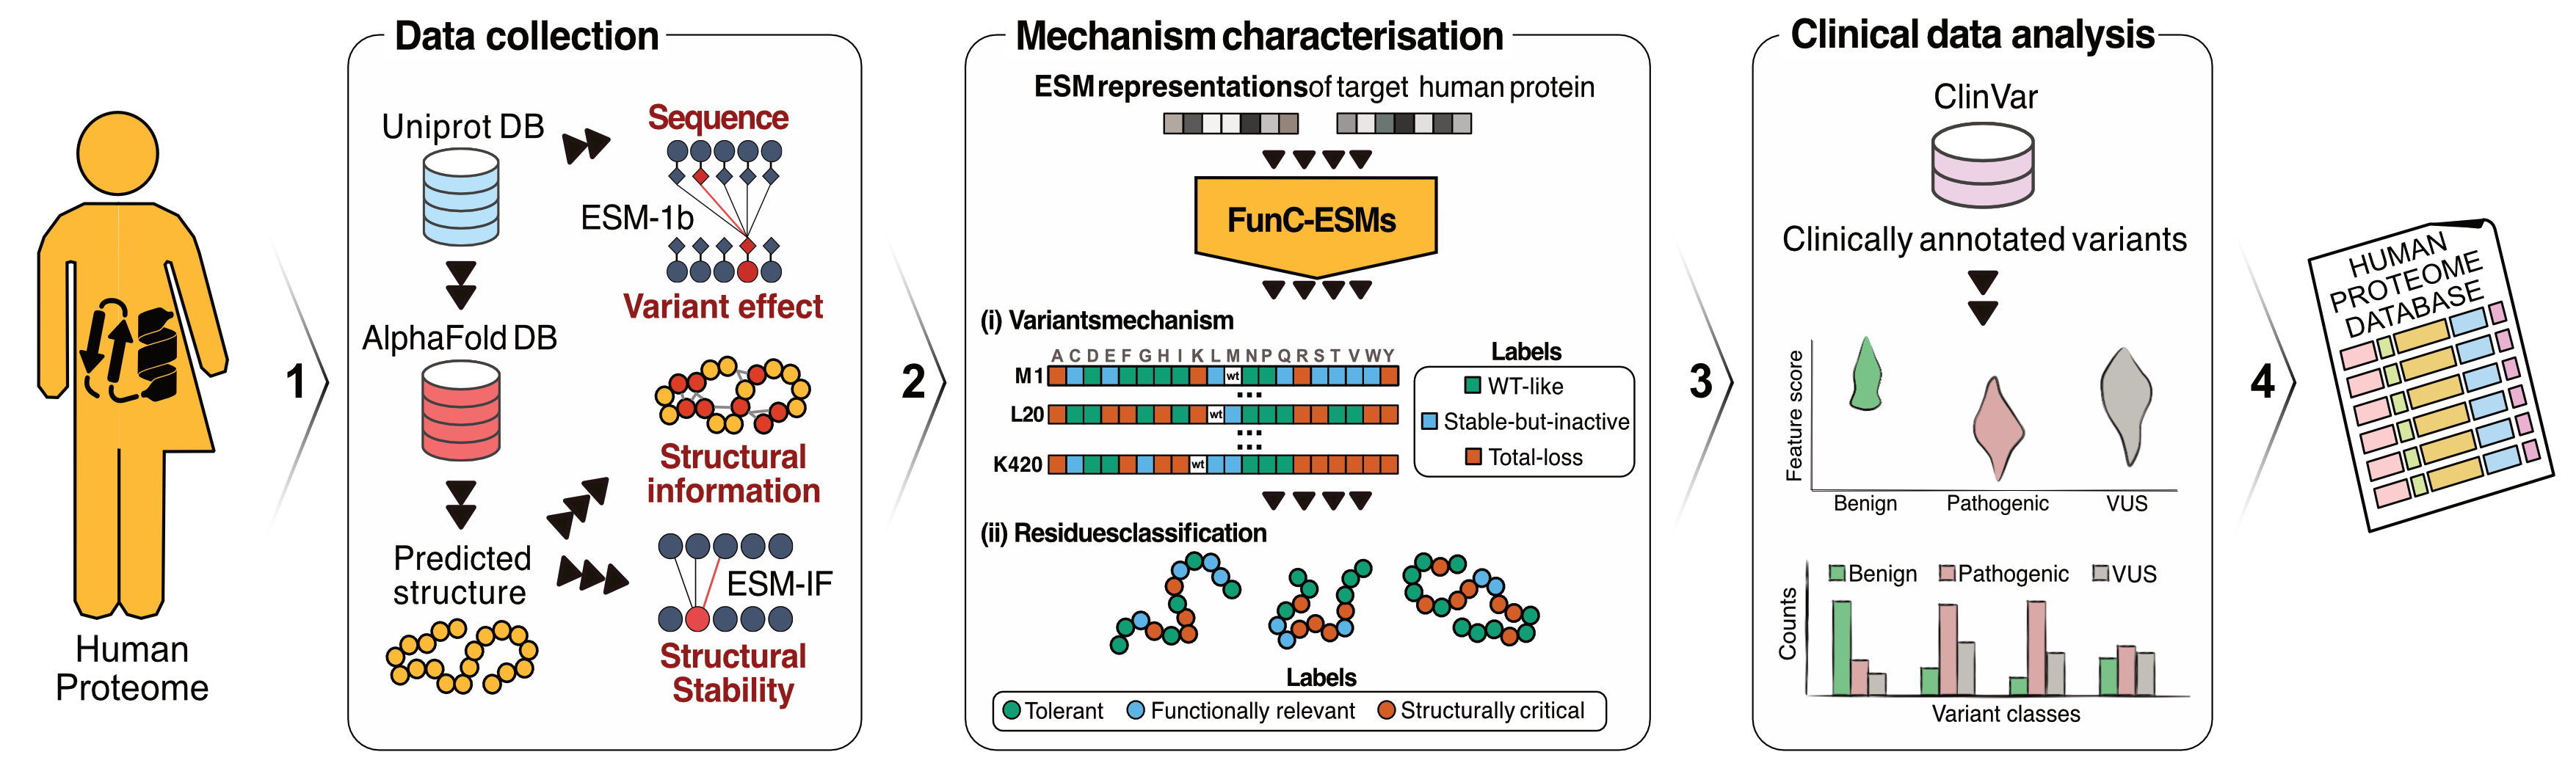 Human
Proteome
1
Data collection
Uniprot DB
Sequence
ESM-1b
Variant effect
AlphaFold DB
Structural
information
Predicted
structure
ESM-IF
Structural
Stability
2
Mechanism characterisation
ESM representations of target human protein
FunC-ESMs
(i) Variantsmechanism
A C D E F G H I K L M N P Q R S T V W Y
M1 wt
...
L20 wt
...
...
K420 wt
Labels
WT-like
Stable-but-inactive
Total-loss
(ii) Residuesclassification
Labels
Tolerant Functionally relevant Structurally critical
3
Clinical data analysis
ClinVar
Clinically annotated variants
Feature score
Benign Pathogenic VUS
Benign Pathogenic VUS
Counts
Variant classes
4
HUMAN
PROTEOME
DATABASE